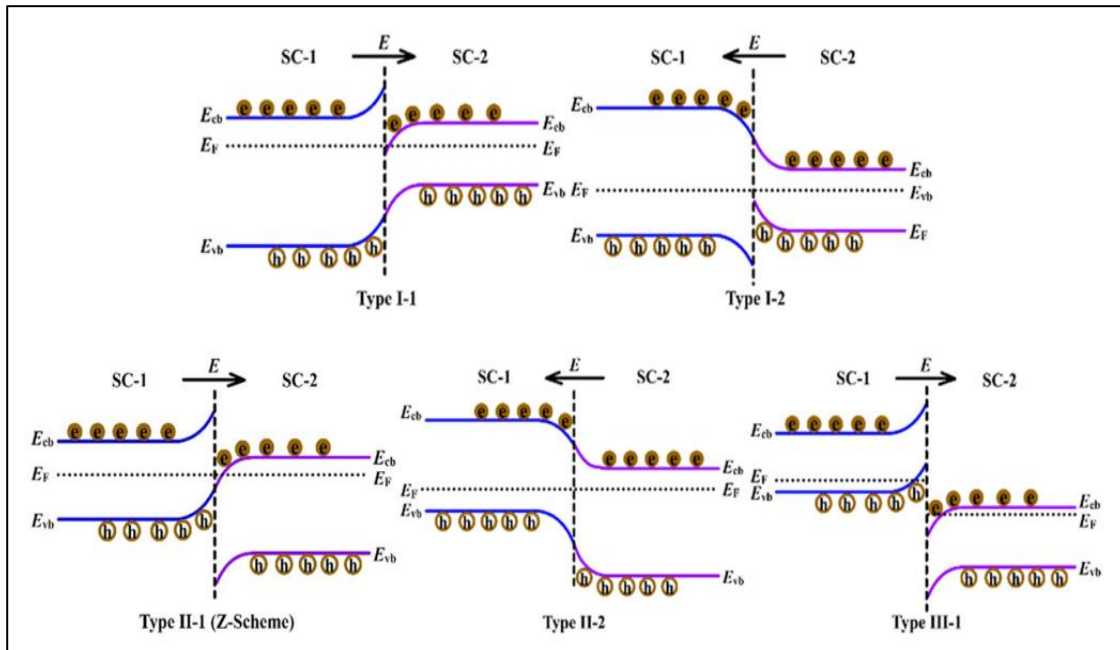 E
SC-1 SC-2
e e e e e e e e e e
Ecb Ecb
EF EF
Evb
h h h h h
Evb
h h h h h
Type I-1
E
SC-1 SC-2
e e e e e
Ecb
e e e e e
Ecb
EF Evb
Evb EF
h h h h h h h h h h
Type I-2
E
SC-1 SC-2
e e e e e
Ecb
e e e e e
Ecb
EF EF
Evb
h h h h h
Evb
h h h h h
Type II-1 (Z-Scheme)
E
SC-1 SC-2
e e e e e
Ecb
e e e e e
Ecb
EF EF
Evb
h h h h h
Evb
h h h h h
Type II-2
E
SC-1 SC-2
e e e e e
Ecb
EF
Evb
h h h h h
e e e e e
Ecb
EF
Evb
h h h h h
Type III-1